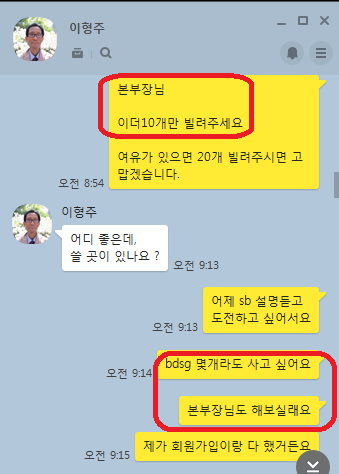 이형주
본부장님
이더10개만 빌려주세요
여유가 있으면 20개 빌려주시면 고
맙겠습니다.
오전 8:54
이형주
어디 좋은데,
쓸 곳이 있나요 ?
오전 9:13
어제 sb 설명듣고
도전하고 싶어서요
오전 9:13
bdsg 몇개라도 사고 싶어요
오전 9:14
본부장님도 해보실래요
제가 회원가입이랑 다 했거든요
오전 9:15